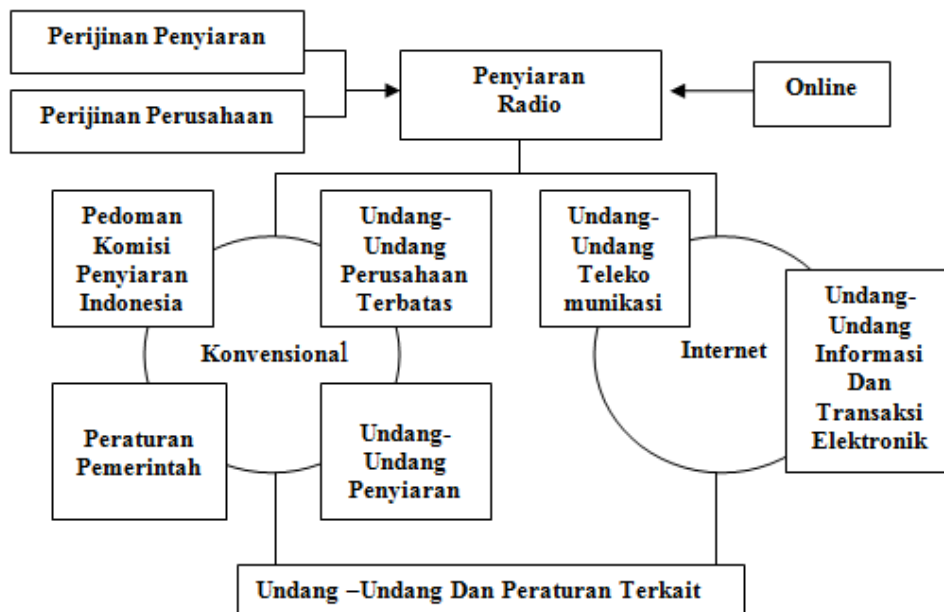 Perijinan Penyiaran
Perijinan Perusahaan
Penyiaran
Radio
Online
Pedoman
Komisi
Penyiaran
Indonesia
Undang-
Undang
Perusahaan
Terbatas
Undang-
Undang
Teleko
munikasi
Konvensional
Internet
Undang-
Undang
Informasi
Dan
Transaksi
Elektronik
Peraturan
Pemerintah
Undang-
Undang
Penyiaran
Undang –Undang Dan Peraturan Terkait